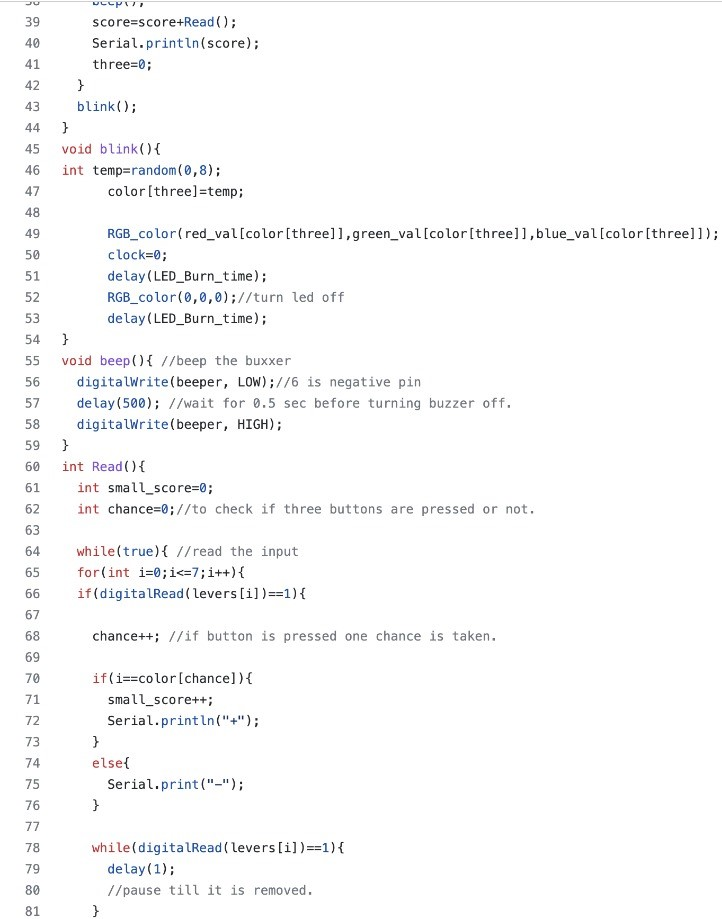 38 beep();
39 score=score+Read();
40 Serial.println(score);
41 three=0;
42 }
43 blink();
44 }
45 void blink(){
46 int temp=random(0,8);
47 color[three]=temp;
48
49 RGB_color(red_val[color[three]],green_val[color[three]],blue_val[color[three]]);
50 clock=0;
51 delay(LED_Burn_time);
52 RGB_color(0,0,0);//turn led off
53 delay(LED_Burn_time);
54 }
55 void beep(){ //beep the buxxer
56 digitalWrite(beeper, LOW);//6 is negative pin
57 delay(500); //wait for 0.5 sec before turning buzzer off.
58 digitalWrite(beeper, HIGH);
59 }
60 int Read(){
61 int small_score=0;
62 int chance=0;//to check if three buttons are pressed or not.
63
64 while(true){ //read the input
65 for(int i=0;i<=7;i++){
66 if(digitalRead(levers[i])==1){
67
68 chance++; //if button is pressed one chance is taken.
69
70 if(i==color[chance]){
71 small_score++;
72 Serial.println("+");
73 }
74 else{
75 Serial.print("-");
76 }
77
78 while(digitalRead(levers[i])==1){
79 delay(1);
80 //pause till it is removed.
81 }